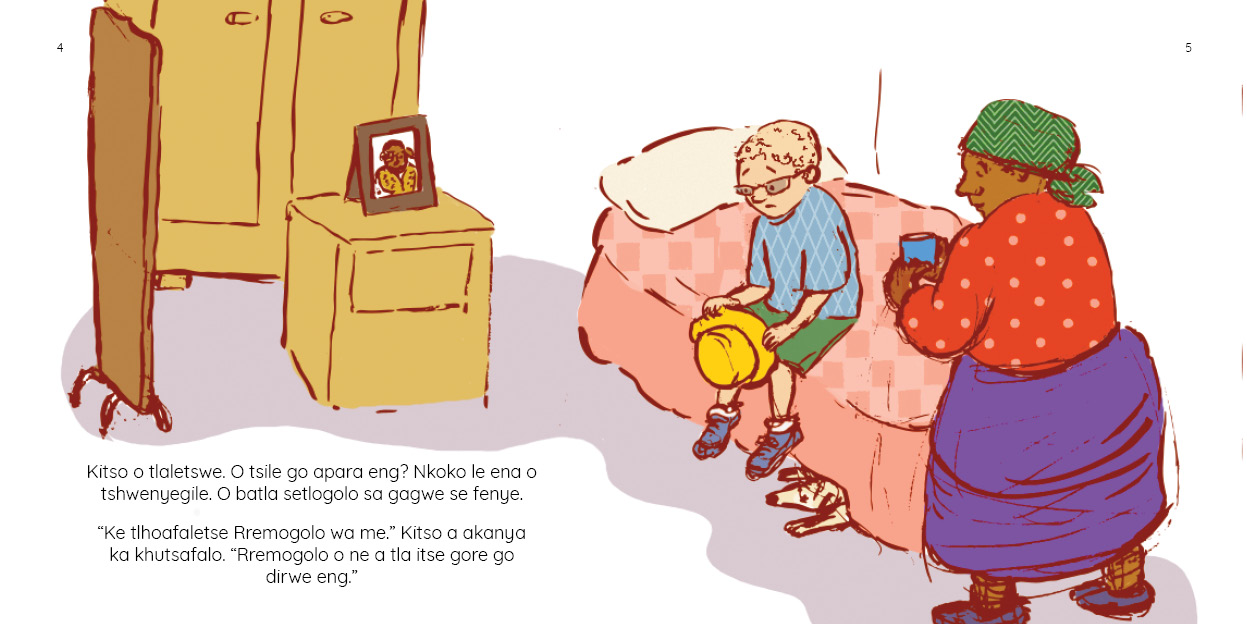 4
5
Kitso o tlaletswe. O tsile go apara eng? Nkoko le ena o
tshwenyegile. O batla setlogolo sa gagwe se fenye.
“Ke tlhoafaletse Rremogolo wa me.” Kitso a akanya
ka khutsafalo. “Rremogolo o ne a tla itse gore go
dirwe eng.”